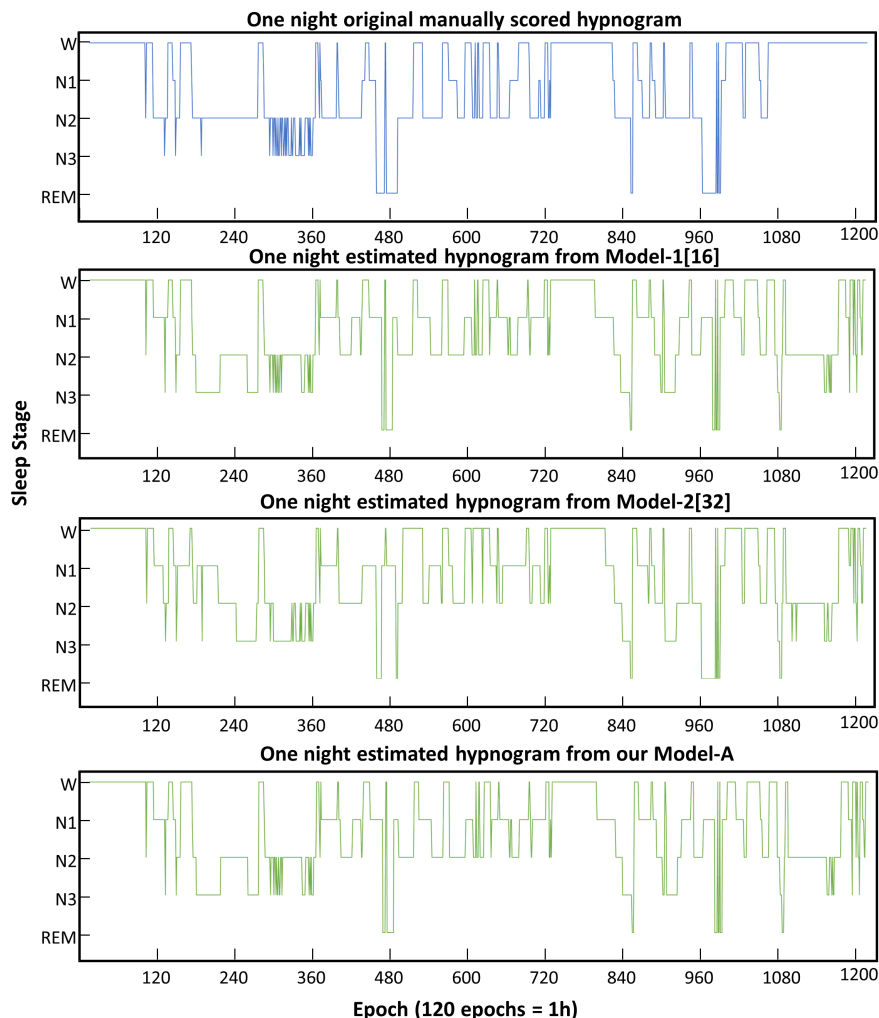 One night original manually scored hypnogram
W
N1
N2
N3
REM
120 240 360 480 600 720 840 960 1080 1200
One night estimated hypnogram from Model-1[16]
W
N1
N2
N3
REM
120 240 360 480 600 720 840 960 1080 1200
Sleep Stage
One night estimated hypnogram from Model-2[32]
W
N1
N2
N3
REM
120 240 360 480 600 720 840 960 1080 1200
One night estimated hypnogram from our Model-A
W
N1
N2
N3
REM
120 240 360 480 600 720 840 960 1080 1200
Epoch (120 epochs = 1h)